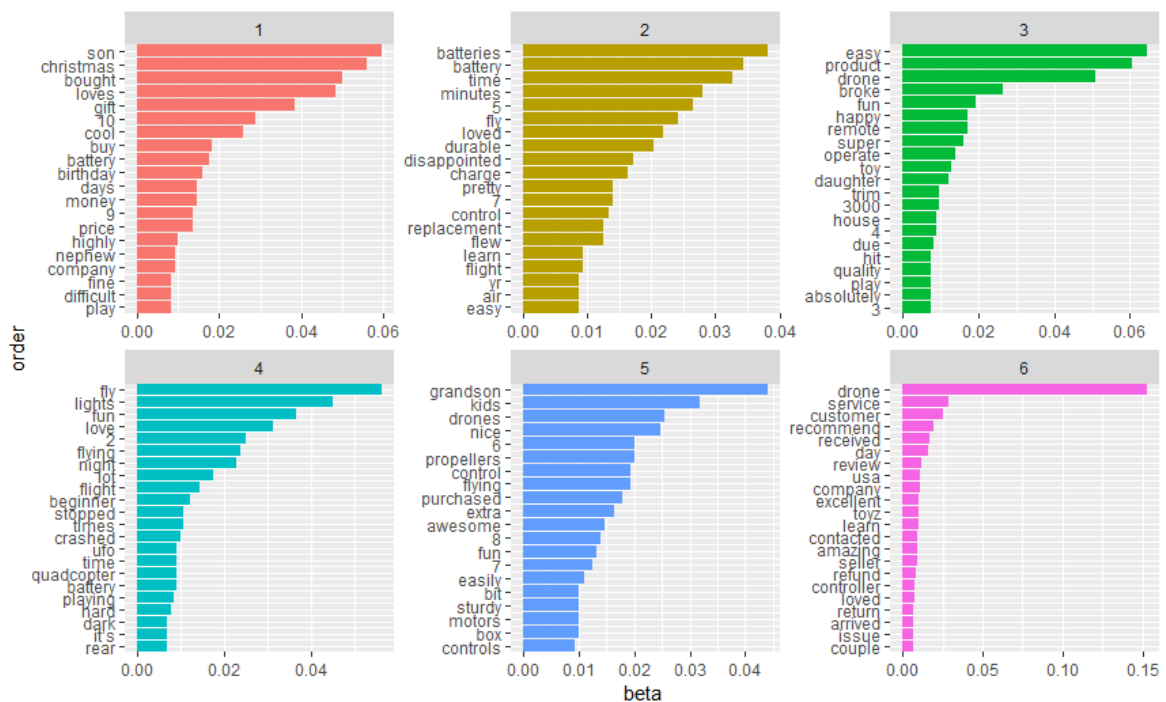 1
son
christmas
bought
loves
gift
10
cool
buy
battery
birthday
days
money
9
price
highly
nephew
company
fine
difficult
play
0.00 0.02 0.04 0.06
2
batteries
battery
time
minutes
5
fly
loved
durable
disappointed
charge
pretty
7
control
replacement
flew
learn
flight
yr
air
easy
0.00 0.01 0.02 0.03 0.04
3
easy
product
drone
broke
fun
happy
remote
super
operate
toy
daughter
trim
3000
house
4
due
hit
quality
play
absolutely
3
0.00 0.02 0.04 0.06
order
4
fly
lights
fun
love
2
flying
night
lot
flight
beginner
stopped
times
crashed
ufo
time
quadcopter
battery
playing
hard
dark
it's
rear
0.00 0.02 0.04
5
grandson
kids
drones
nice
6
propellers
control
flying
purchased
extra
awesome
8
fun
7
easily
bit
sturdy
motors
box
controls
0.00 0.01 0.02 0.03 0.04
6
drone
service
customer
recommend
received
day
review
usa
company
excellent
toyz
learn
contacted
amazing
seller
refund
controller
loved
return
arrived
issue
couple
0.00 0.05 0.10 0.15
beta